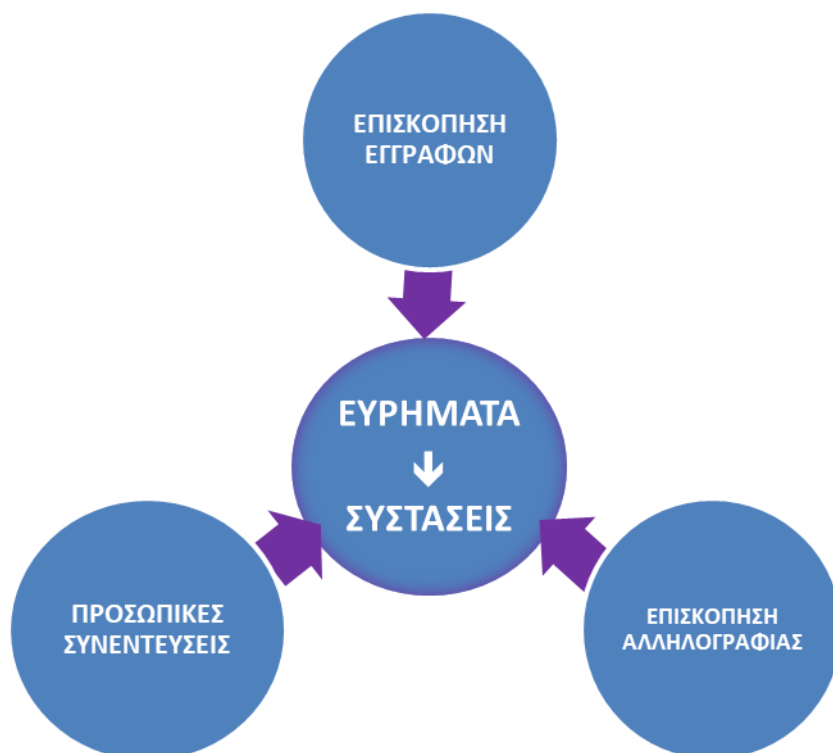 ΕΠΙΣΚΟΠΗΣΗ
ΕΓΓΡΑΦΩΝ
ΕΥΡΗΜΑΤΑ
↓
ΣΥΣΤΑΣΕΙΣ
ΠΡΟΣΩΠΙΚΕΣ
ΣΥΝΕΝΤΕΥΣΕΙΣ
ΕΠΙΣΚΟΠΗΣΗ
ΑΛΛΗΛΟΓΡΑΦΙΑΣ